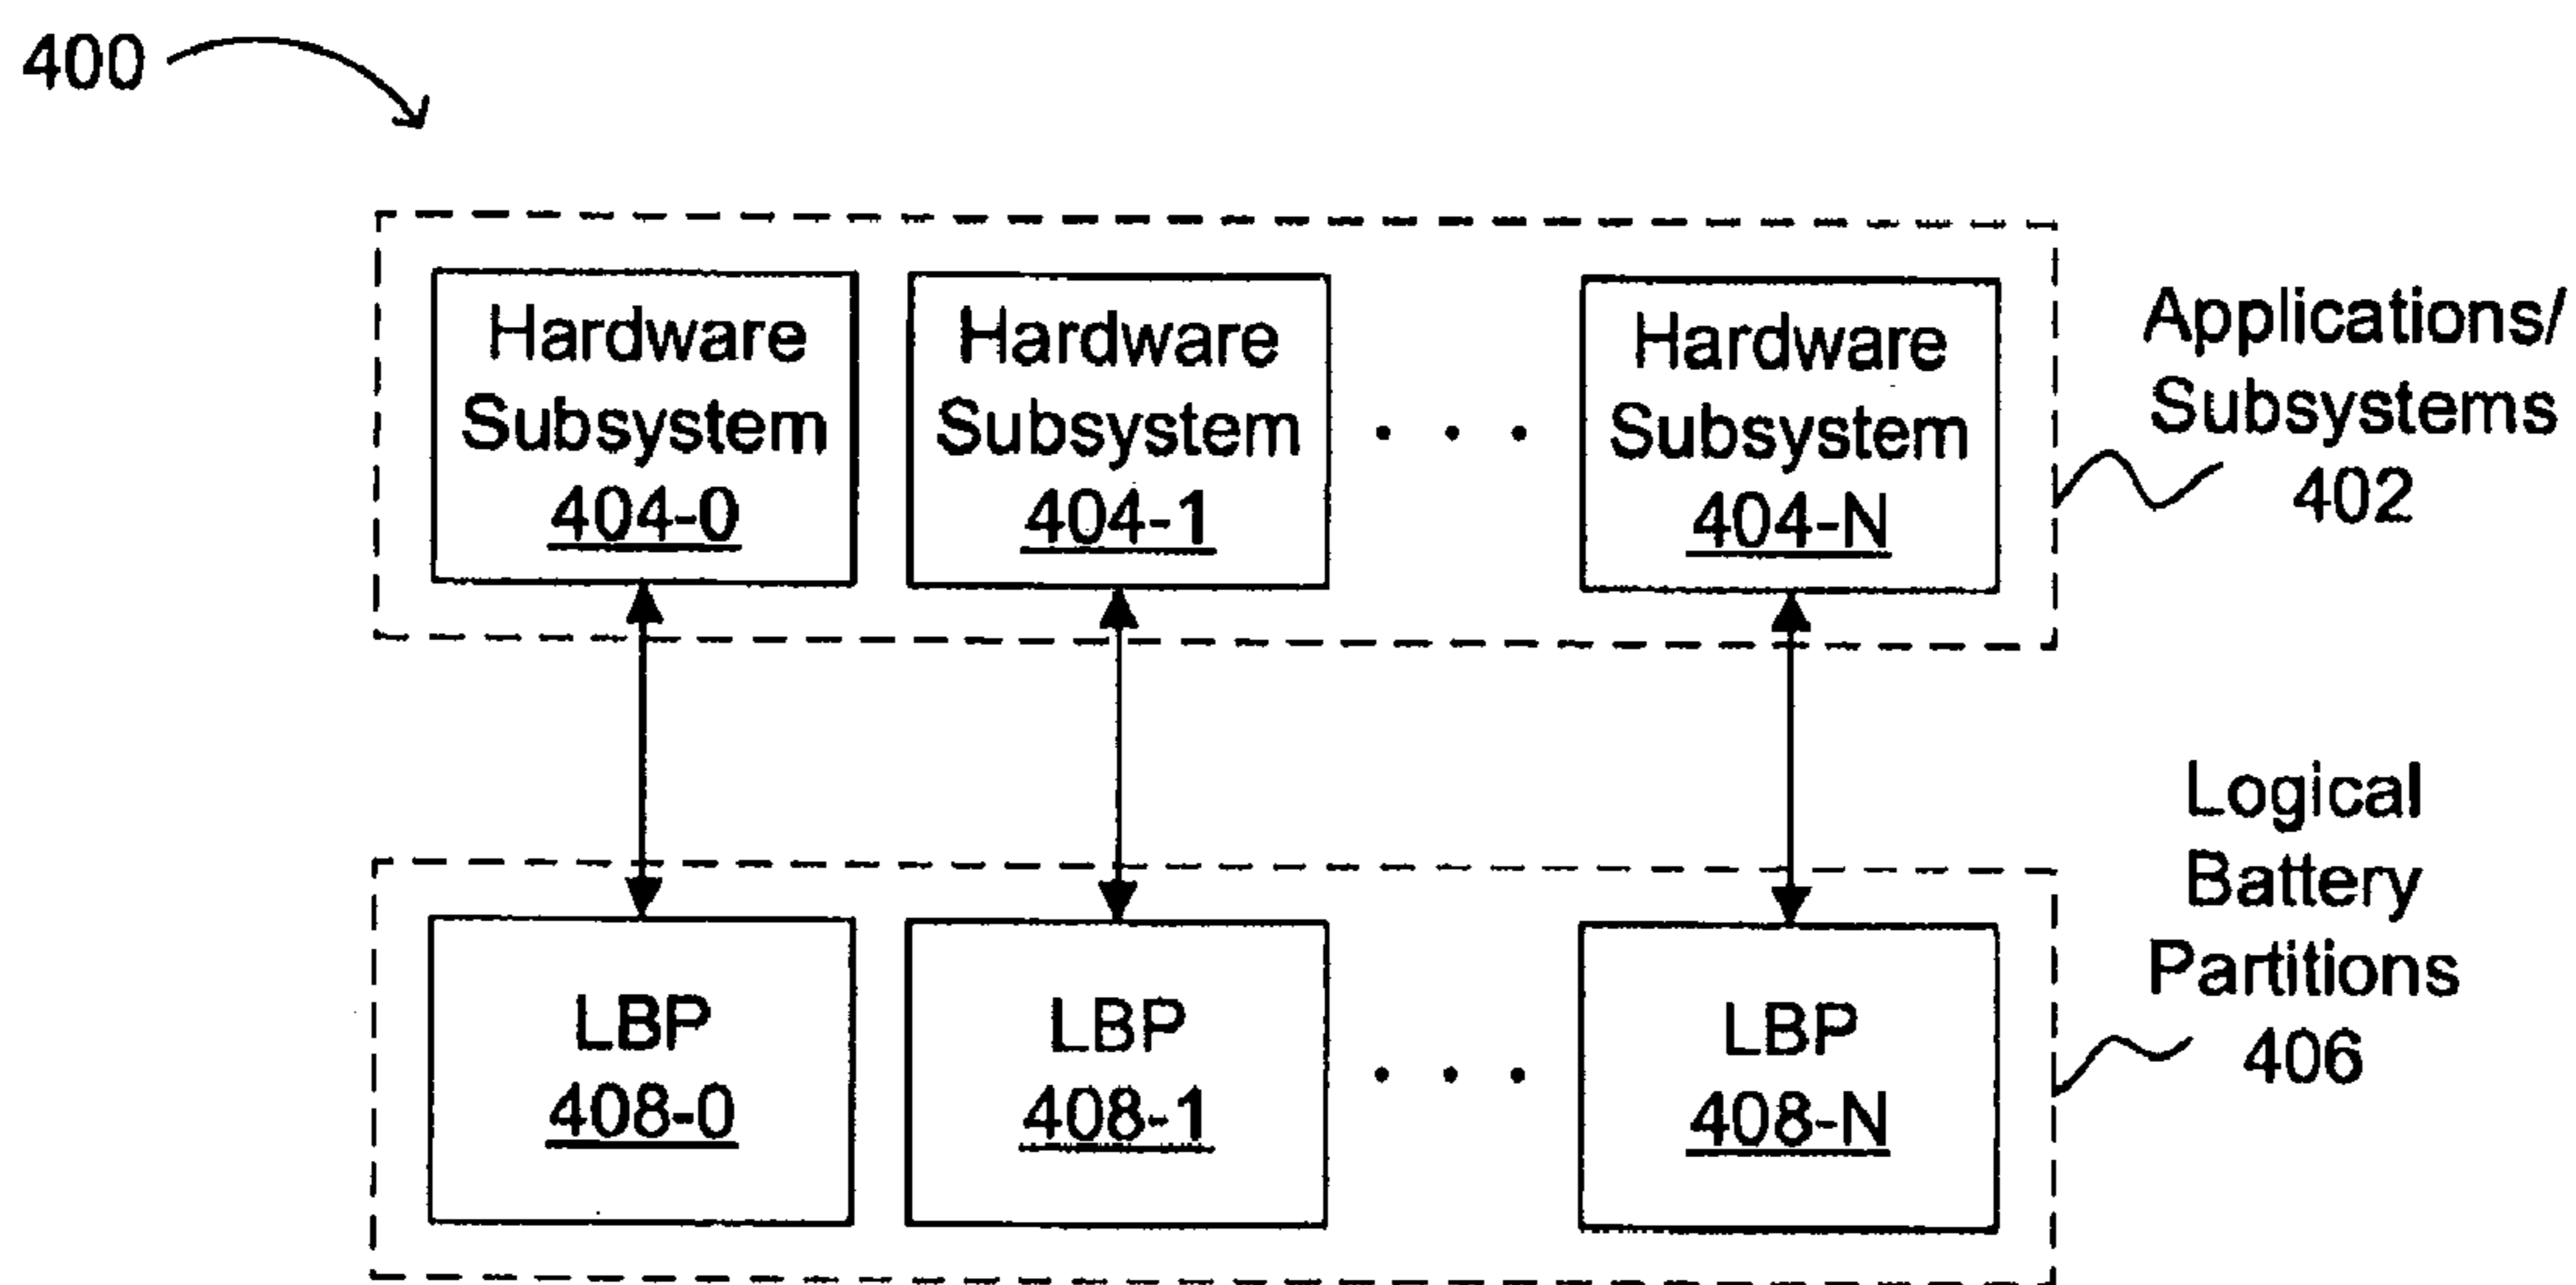 400
Hardware
Subsystem
404-0
Hardware
Subsystem
404-1
Hardware
Subsystem
404-N
Applications/
Subsystems
402
LBP
408-0
LBP
408-1
LBP
408-N
Logical
Battery
Partitions
406